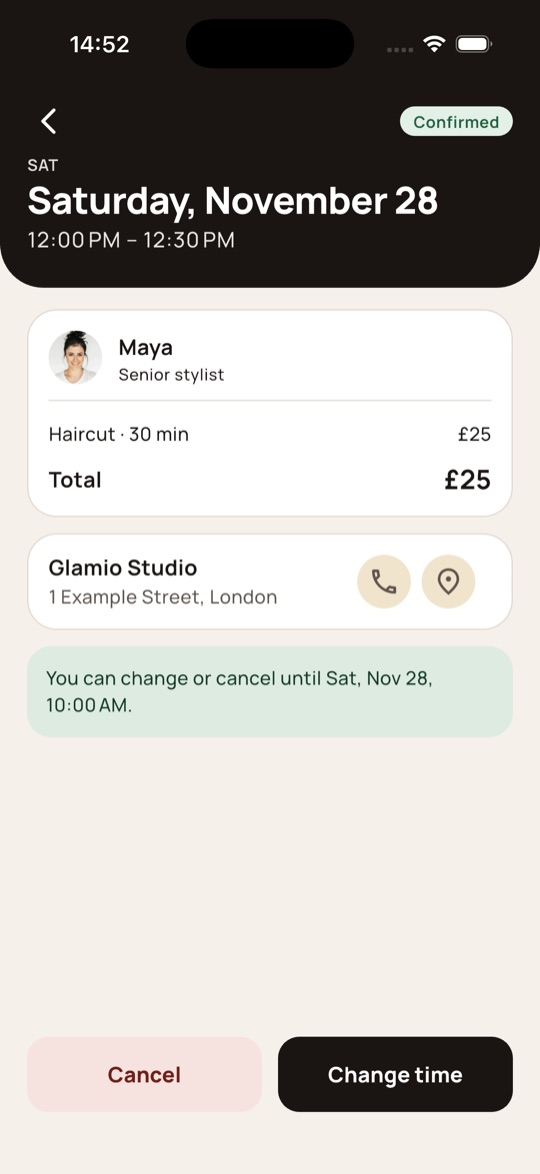 14:52
Confirmed
SAT
Saturday, November 28
12:00 PM – 12:30 PM
Maya
Senior stylist
Haircut · 30 min £25
Total £25
Glamio Studio
1 Example Street, London
You can change or cancel until Sat, Nov 28,
10:00 AM.
Cancel Change time